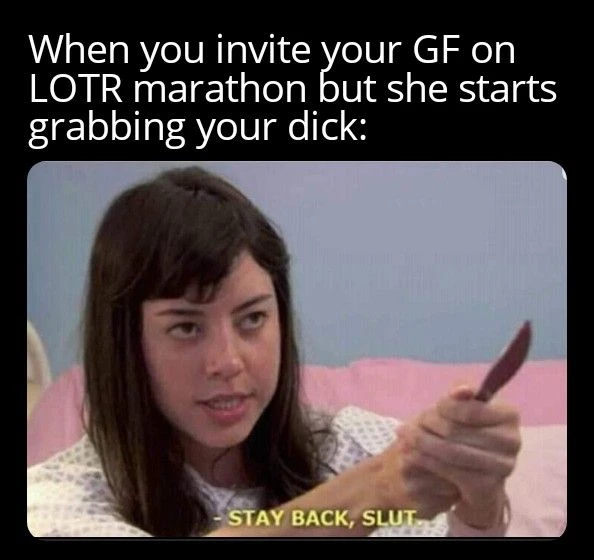 When you invite your GF on
LOTR marathon but she starts
grabbing your dick:
- STAY BACK, SLUT.